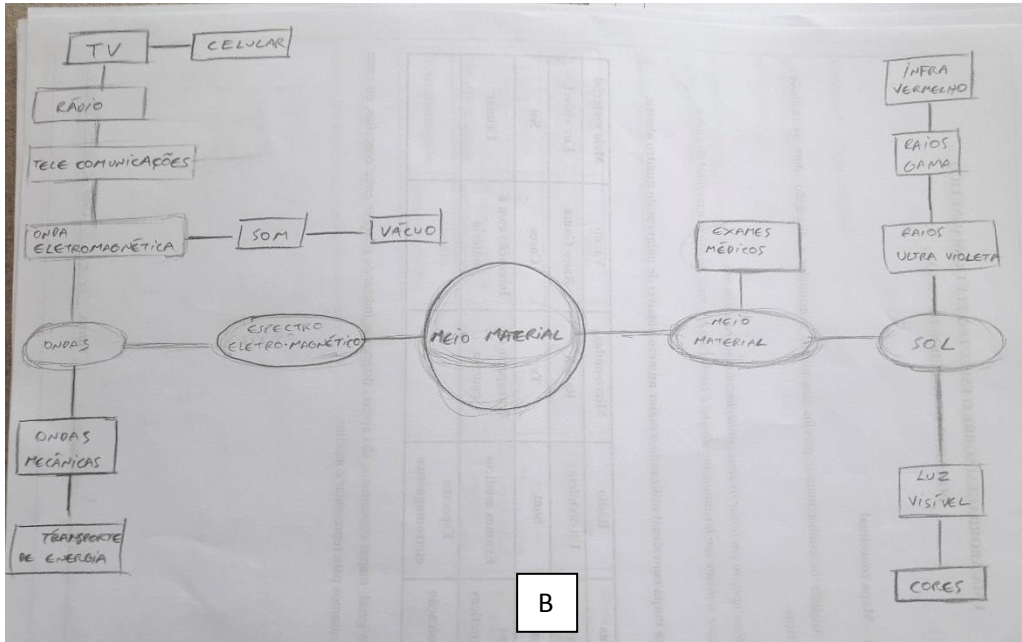 TV
CELULAR
RÁDIO
TELE COMUNICAÇÕES
ONDA
ELETROMAGNÉTICA
SOM
VÁCUO
ONDAS
ESPECTRO
ELETRO-MAGNÉTICO
MEIO MATERIAL
ONDAS
MECÂNICAS
TRANSPORTE
DE ENERGIA
EXAMES
MÉDICOS
MEIO
MATERIAL
INFRA
VERMELHO
RAIOS
GAMA
RAIOS
ULTRA VIOLETA
SOL
LUZ
VISÍVEL
CORES
B